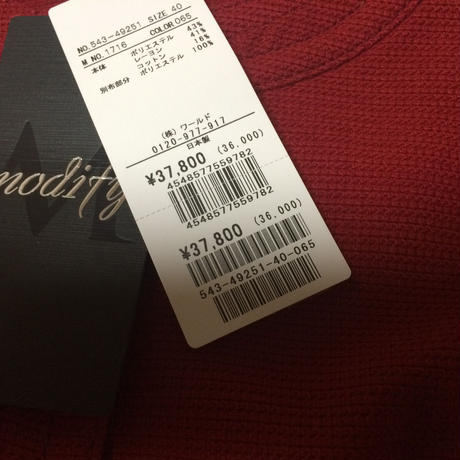 NO.543-49251 SIZE 40
M NO.1716 COLOR 065
本体 ポリエステル 43%
レーヨン 41%
コットン 16%
別布部分 ポリエステル 100%
(株) ワールド
0120-977-917
日本製
¥37,800 (36,000)
4548577559782
4548577559782
¥37,800 (36,000)
543-49251-40-065
modify